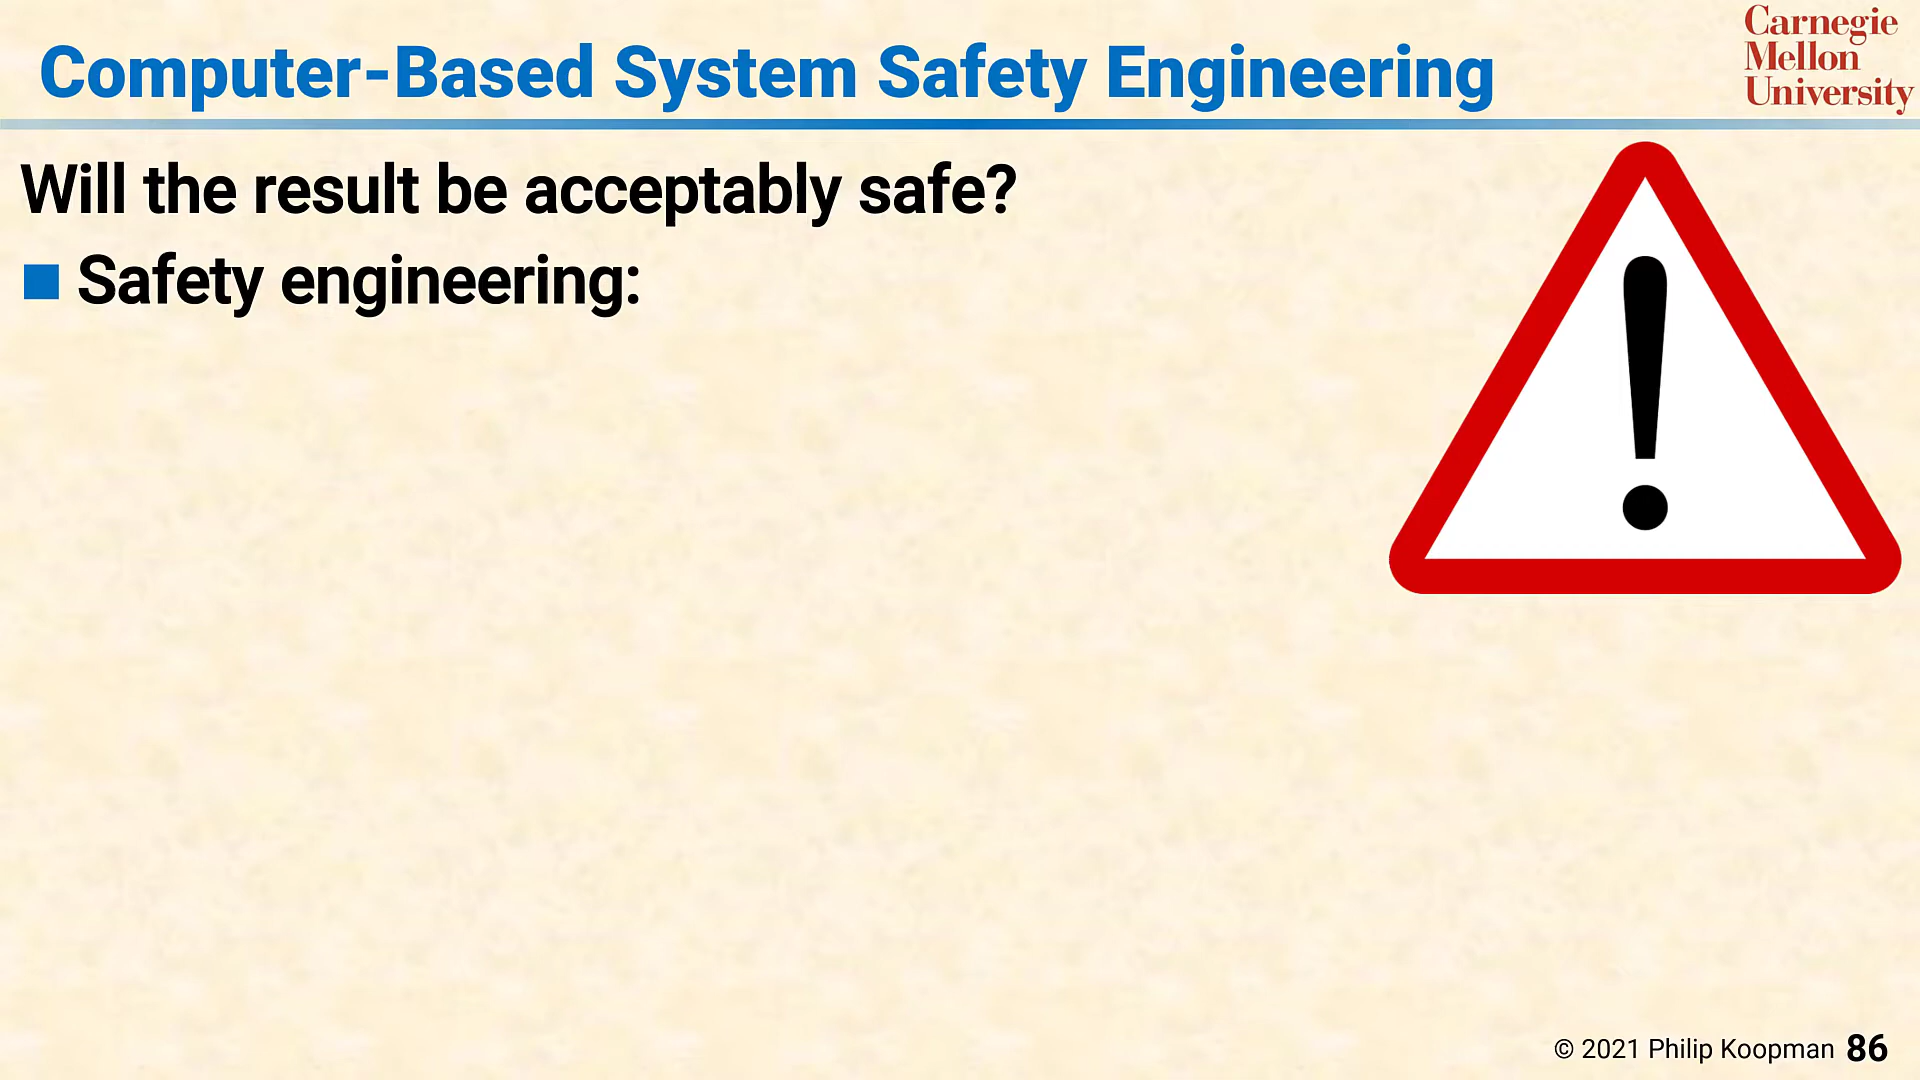 Computer-Based System Safety Engineering
Carnegie
Mellon
University
Will the result be acceptably safe?
Safety engineering:
!
© 2021 Philip Koopman 86